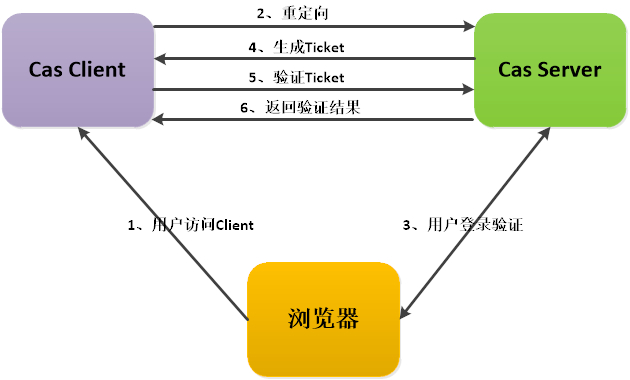 2、重定向
4、生成Ticket
Cas Client
Cas Server
5、验证Ticket
6、返回验证结果
1、用户访问Client
3、用户登录验证
浏览器